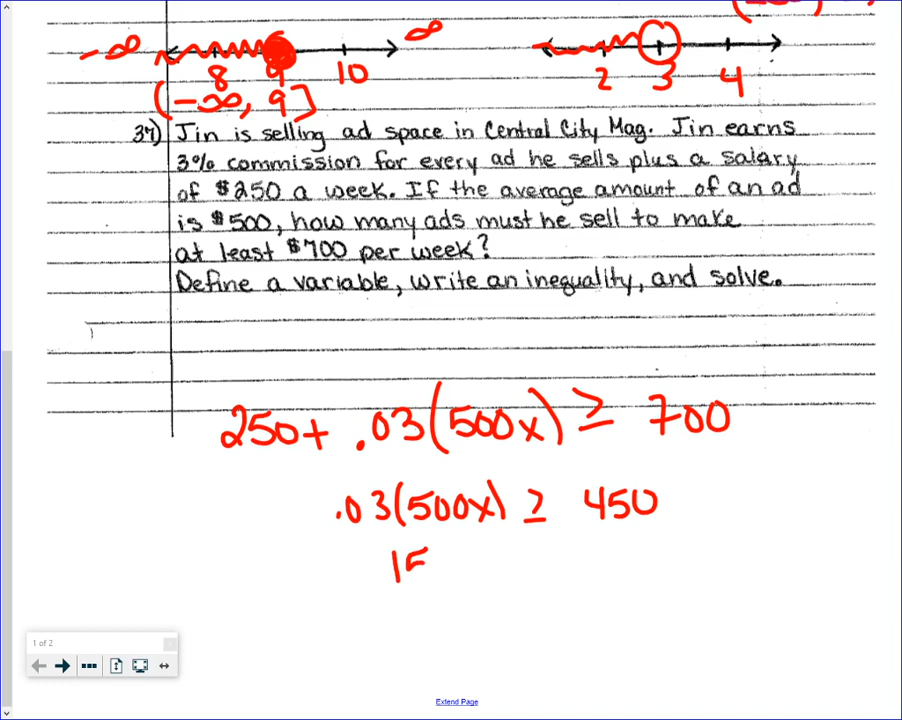 -∞ ∞
8 9 10 2 3 4
(-∞, 9]
37) Jin is selling ad space in Central City Mag. Jin earns
3% commission for every ad he sells plus a salary
of $250 a week. If the average amount of an ad
is $500, how many ads must he sell to make
at least $700 per week?
Define a variable, write an inequality, and solve.
250+ .03(500x) ≥ 700
.03(500x) ≥ 450
15
1 of 2
Extend Page